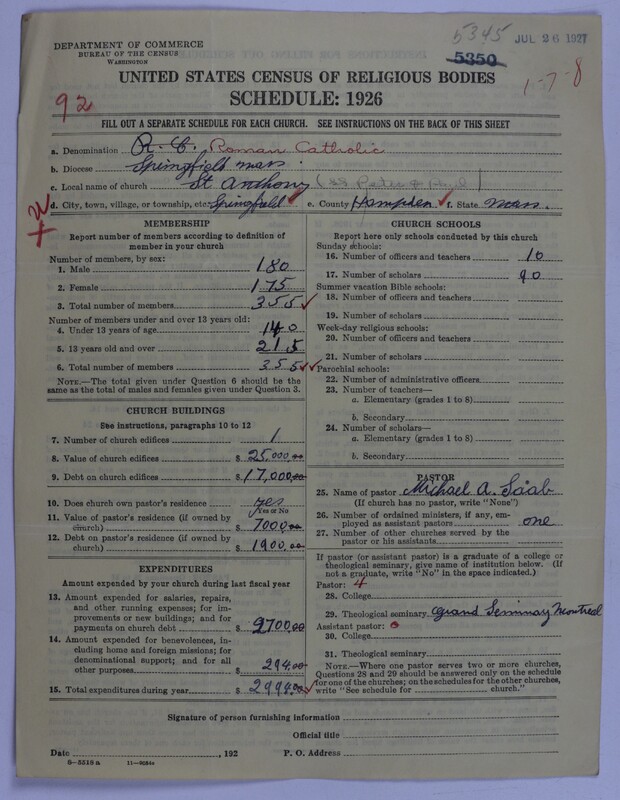 5345 JUL 26 1927
DEPARTMENT OF COMMERCE
BUREAU OF THE CENSUS
WASHINGTON
5350
1-7-8
UNITED STATES CENSUS OF RELIGIOUS BODIES
92
SCHEDULE: 1926
FILL OUT A SEPARATE SCHEDULE FOR EACH CHURCH. SEE INSTRUCTIONS ON THE BACK OF THIS SHEET
a. Denomination R. C. Roman Catholic
b. Diocese Springfield Mass.
c. Local name of church St Anthony (SS Peter & Paul)
d. City, town, village, or township, etc. Springfield e. County Hampden f. State Mass.
MEMBERSHIP
Report number of members according to definition of
member in your church
Number of members, by sex:
1. Male 180
2. Female 175
3. Total number of members 355
Number of members under and over 13 years old:
4. Under 13 years of age 140
5. 13 years old and over 215
6. Total number of members 355
NOTE.—The total given under Question 6 should be the
same as the total of males and females given under Question 3.
CHURCH BUILDINGS
See instructions, paragraphs 10 to 12
7. Number of church edifices 1
8. Value of church edifices $ 25,000.00
9. Debt on church edifices $ 17,000.00
10. Does church own pastor's residence yes
Yes or No
11. Value of pastor's residence (if owned by
church) $ 7000.00
12. Debt on pastor's residence (if owned by
church) $ 1900.00
EXPENDITURES
Amount expended by your church during last fiscal year
13. Amount expended for salaries, repairs,
and other running expenses; for im-
provements or new buildings; and for
payments on church debt $ 2700.00
14. Amount expended for benevolences, in-
cluding home and foreign missions; for
denominational support; and for all
other purposes $ 294.00
15. Total expenditures during year $ 2994.00
CHURCH SCHOOLS
Report here only schools conducted by this church
Sunday schools:
16. Number of officers and teachers 10
17. Number of scholars 90
Summer vacation Bible schools:
18. Number of officers and teachers
19. Number of scholars
Week-day religious schools:
20. Number of officers and teachers
21. Number of scholars
Parochial schools:
22. Number of administrative officers
23. Number of teachers—
a. Elementary (grades 1 to 8)
b. Secondary
24. Number of scholars—
a. Elementary (grades 1 to 8)
b. Secondary
PASTOR
25. Name of pastor Michael A. Saab
(If church has no pastor, write "None")
26. Number of ordained ministers, if any, em-
ployed as assistant pastors one
27. Number of other churches served by the
pastor or his assistants
If pastor (or assistant pastor) is a graduate of a college or
theological seminary, give name of institution below. (If
not a graduate, write "No" in the space indicated.)
Pastor: 4
28. College
29. Theological seminary Grand Seminary Montreal
Assistant pastor: 0
30. College
31. Theological seminary
NOTE.—Where one pastor serves two or more churches,
Questions 28 and 29 should be answered only on the schedule
for one of the churches; on the schedules for the other churches,
write "See schedule for church."
Signature of person furnishing information
Official title
Date , 192 P. O. Address
8-5519 a 11-9084